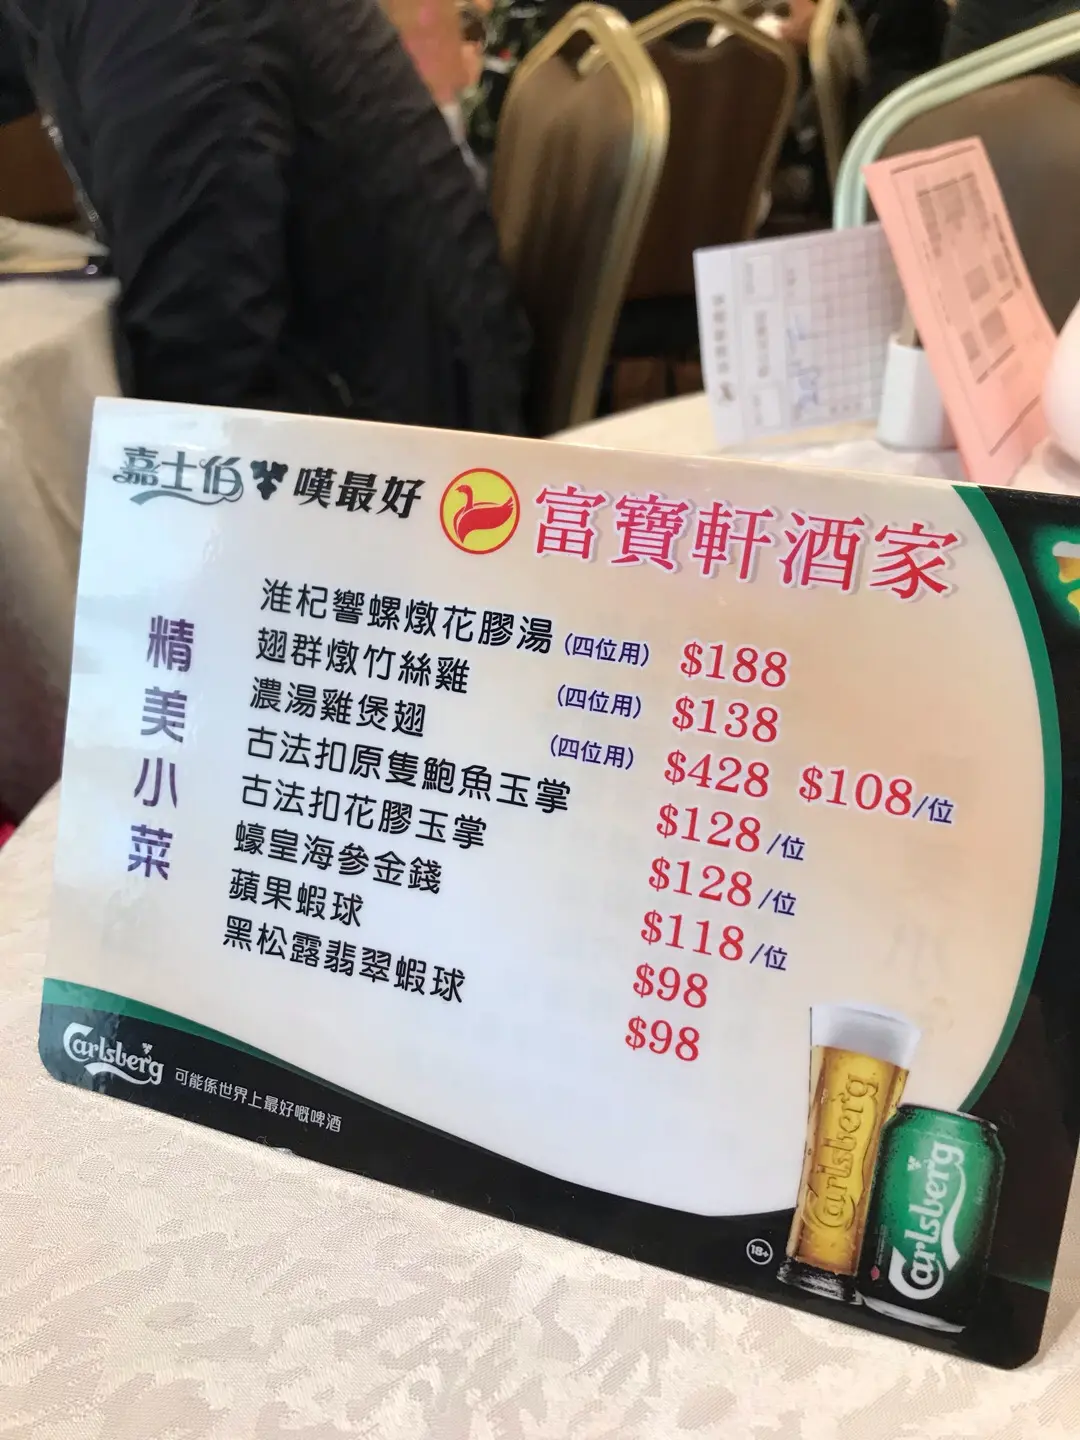 嘉士伯 嘆最好 富寶軒酒家
精美小菜
淮杞響螺燉花膠湯 (四位用) $188
翅群燉竹絲雞 (四位用) $138
濃湯雞煲翅 (四位用) $428 $108/位
古法扣原隻鮑魚玉掌 $128/位
古法扣花膠玉掌 $128/位
蠔皇海參金錢 $118/位
蘋果蝦球 $98
黑松露翡翠蝦球 $98
Carlsberg 可能係世界上最好嘅啤酒
18+
Carlsberg
Carlsberg